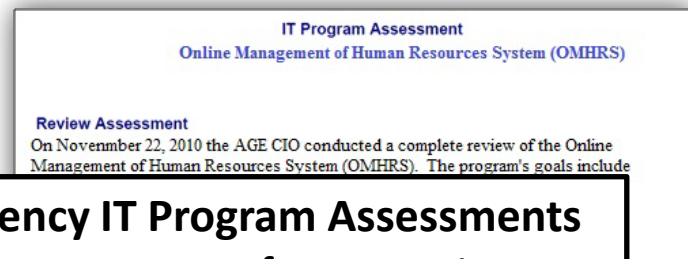 IT Program Assessment
Online Management of Human Resources System (OMHRS)
Review Assessment
On Novenmber 22, 2010 the AGE CIO conducted a complete review of the Online
Management of Human Resources System (OMHRS). The program's goals include
ency IT Program Assessments